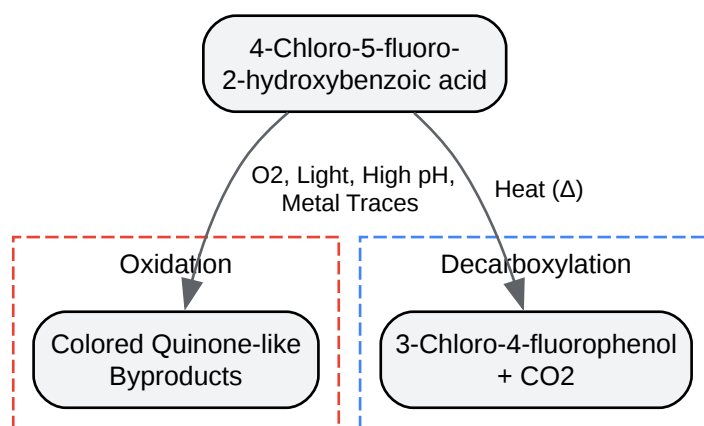 4-Chloro-5-fluoro-
2-hydroxybenzoic acid
O2, Light, High pH,
Metal Traces
Heat (Δ)
Oxidation
Decarboxylation
Colored Quinone-like
Byproducts
3-Chloro-4-fluorophenol
+ CO2